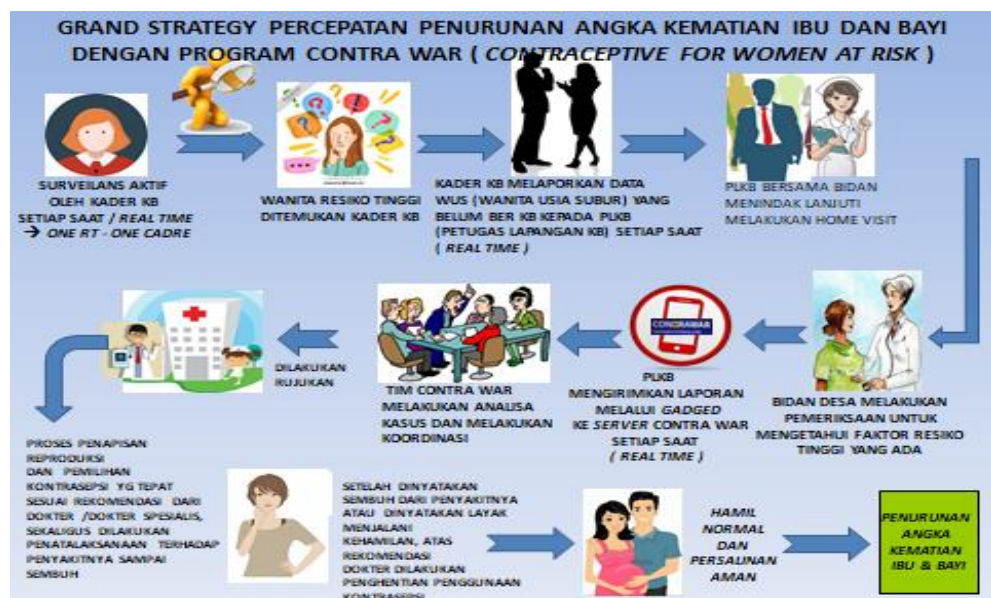 GRAND STRATEGY PERCEPATAN PENURUNAN ANGKA KEMATIAN IBU DAN BAYI
DENGAN PROGRAM CONTRA WAR ( CONTRACEPTIVE FOR WOMEN AT RISK )
SURVEILANS AKTIF
OLEH KADER KB
SETIAP SAAT / REAL TIME
→ ONE RT - ONE CADRE
WANITA RESIKO TINGGI
DITEMUKAN KADER KB
KADER KB MELAPORKAN DATA
WUS (WANITA USIA SUBUR) YANG
BELUM BER KB KEPADA PLKB
(PETUGAS LAPANGAN KB) SETIAP SAAT
( REAL TIME )
PLKB BERSAMA BIDAN
MENINDAK LANJUTI
MELAKUKAN HOME VISIT
BIDAN DESA MELAKUKAN
PEMERIKSAAN UNTUK
MENGETAHUI FAKTOR RESIKO
TINGGI YANG ADA
CONTRAWAR
PLKB
MENGIRIMKAN LAPORAN
MELALUI GADGED
KE SERVER CONTRA WAR
SETIAP SAAT
( REAL TIME )
TIM CONTRA WAR
MELAKUKAN ANALISA
KASUS DAN MELAKUKAN
KOORDINASI
DILAKUKAN
RUJUKAN
PROSES PENAPISAN
REPRODUKSI
DAN PEMILIHAN
KONTRASEPSI YG TEPAT
SESUAI REKOMENDASI DARI
DOKTER /DOKTER SPESIALIS,
SEKALIGUS DILAKUKAN
PENATALAKSANAAN TERHADAP
PENYAKITNYA SAMPAI
SEMBUH
SETELAH DINYATAKAN
SEMBUH DARI PENYAKITNYA
ATAU DINYATAKAN LAYAK
MENJALANI
KEHAMILAN, ATAS
REKOMENDASI
DOKTER DILAKUKAN
PENGHENTIAN PENGGUNAAN
KONTRASEPSI
HAMIL
NORMAL
DAN
PERSALINAN
AMAN
PENURUNAN
ANGKA
KEMATIAN
IBU & BAYI